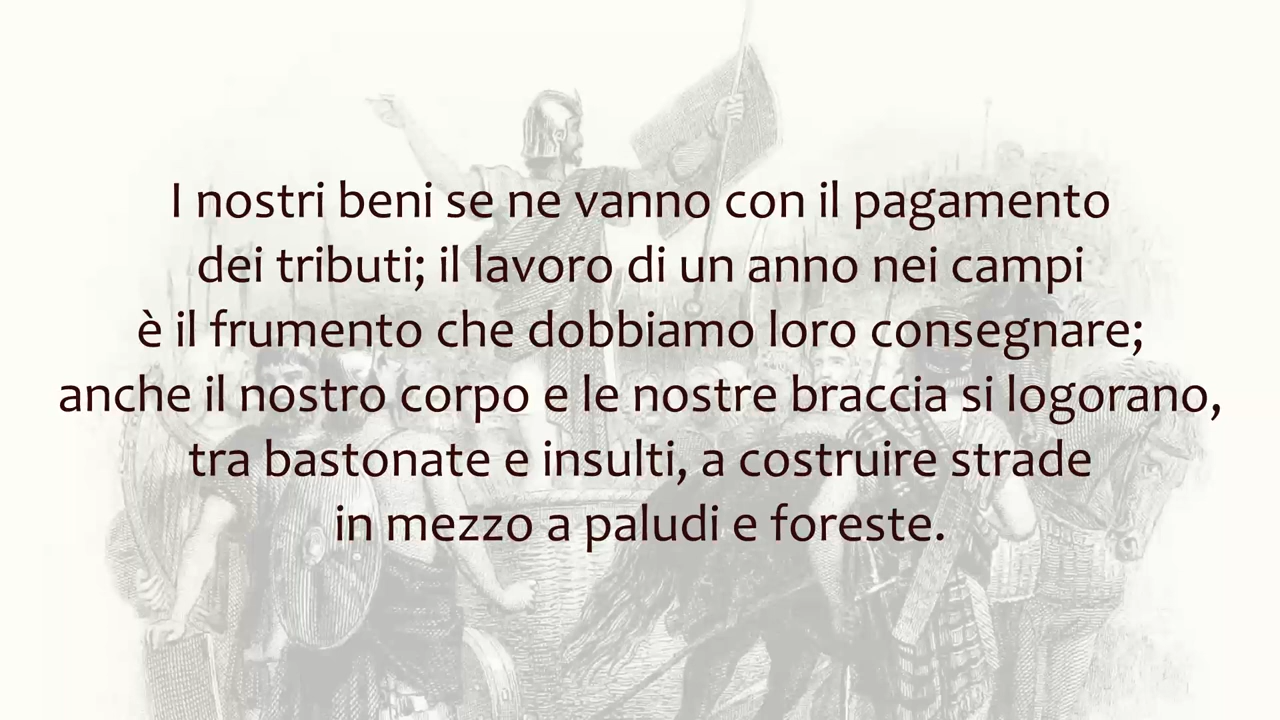 I nostri beni se ne vanno con il pagamento
dei tributi; il lavoro di un anno nei campi
è il frumento che dobbiamo loro consegnare;
anche il nostro corpo e le nostre braccia si logorano,
tra bastonate e insulti, a costruire strade
in mezzo a paludi e foreste.